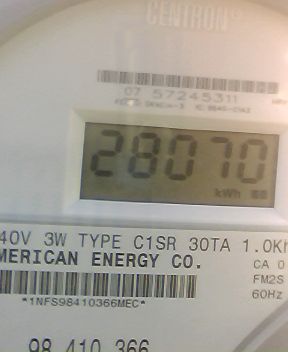 CENTRON®
07 57245311
28070
kWh
40V 3W TYPE C1SR 30TA 1.0Kh
MERICAN ENERGY CO.
CA 0
FM2S
60Hz
*1NFS98410366MEC*
98 410 366